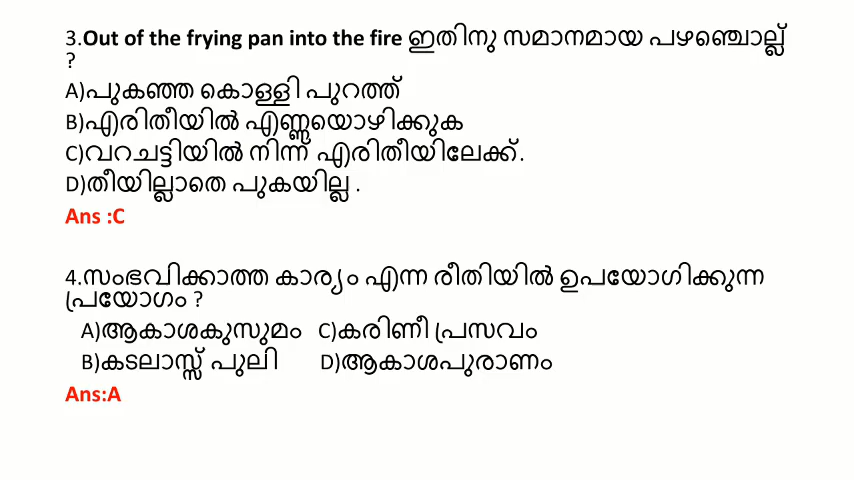 3.Out of the frying pan into the fire ഇതിനു സമാനമായ പഴഞ്ചൊല്ല്
?
A)പുകഞ്ഞ കൊള്ളി പുറത്ത്
B)എരിതീയിൽ എണ്ണയൊഴിക്കുക
C)വറചട്ടിയിൽ നിന്ന് എരിതീയിലേക്ക്.
D)തീയില്ലാതെ പുകയില്ല .
Ans :C
4.സംഭവിക്കാത്ത കാര്യം എന്ന രീതിയിൽ ഉപയോഗിക്കുന്ന
പ്രയോഗം ?
A)ആകാശകുസുമം C)കരിണീ പ്രസവം
B)കടലാസ്സ് പുലി D)ആകാശപുരാണം
Ans:A